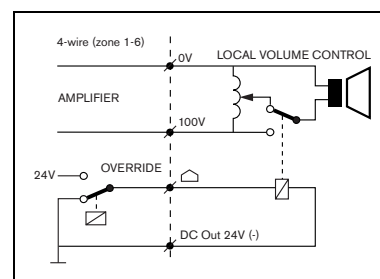 4-wire (zone 1-6)
0V
LOCAL VOLUME CONTROL
AMPLIFIER
100V
OVERRIDE
24V
DC Out 24V (-)